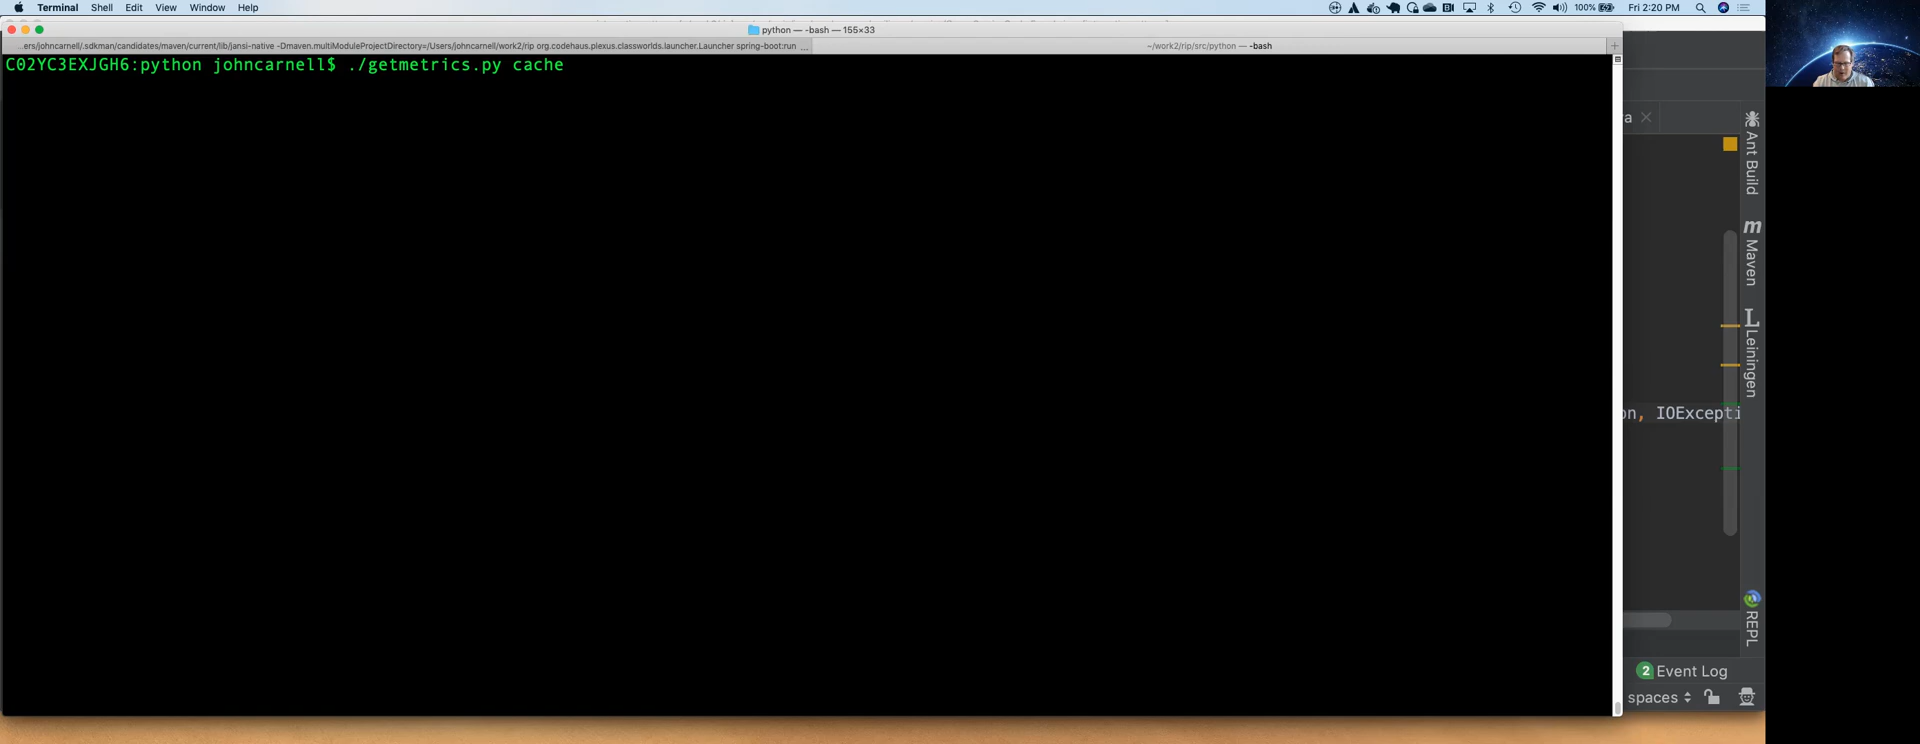 Terminal Shell Edit View Window Help
100% Fri 2:20 PM
python — -bash — 155×33
...ers/johncarnell/.sdkman/candidates/maven/current/lib/jansi-native -Dmaven.multiModuleProjectDirectory=/Users/johncarnell/work2/rip org.codehaus.plexus.classworlds.launcher.Launcher spring-boot:run ...
~/work2/rip/src/python — -bash
C02YC3EXJGH6:python johncarnell$ ./getmetrics.py cache
Ant Build
m Maven
L Leiningen
on, IOExcepti
REPL
2 Event Log
spaces